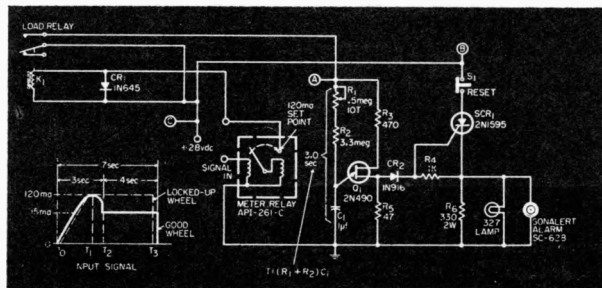 LOAD RELAY
K1
CR1
1N645
C
+28vdc
120ma
SET
POINT
SIGNAL
IN
METER RELAY
API-261-C
A
R1
.5meg
10T
R2
3.3meg
3.0
sec
C1
1μf
T=(R1+R2)C1
R3
470
Q1
2N490
R5
47
CR2
1N916
R4
1K
B
S1
RESET
SCR1
2N1595
R6
330
2W
327
LAMP
SONALERT
ALARM
SC-628
7sec
3sec
4sec
120ma
15ma
0
LOCKED-UP
WHEEL
GOOD
WHEEL
T0
T1
T2
T3
INPUT SIGNAL